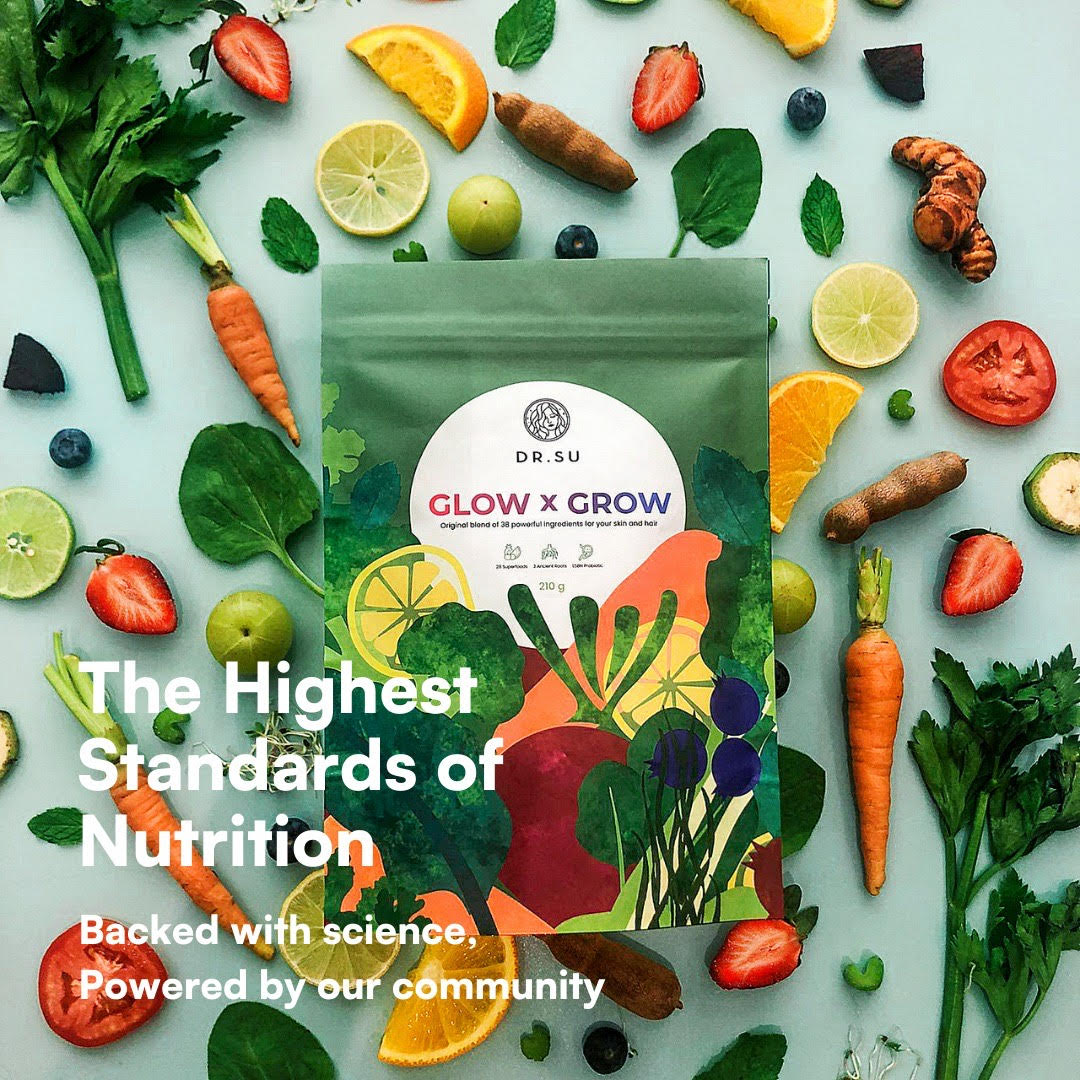 DR.SU
GLOW x GROW
Original blend of 38 powerful ingredients for your skin and hair
28 Superfoods 3 Ancient Roots 15BN Probiotic
210 g
The Highest
Standards of
Nutrition
Backed with science,
Powered by our community